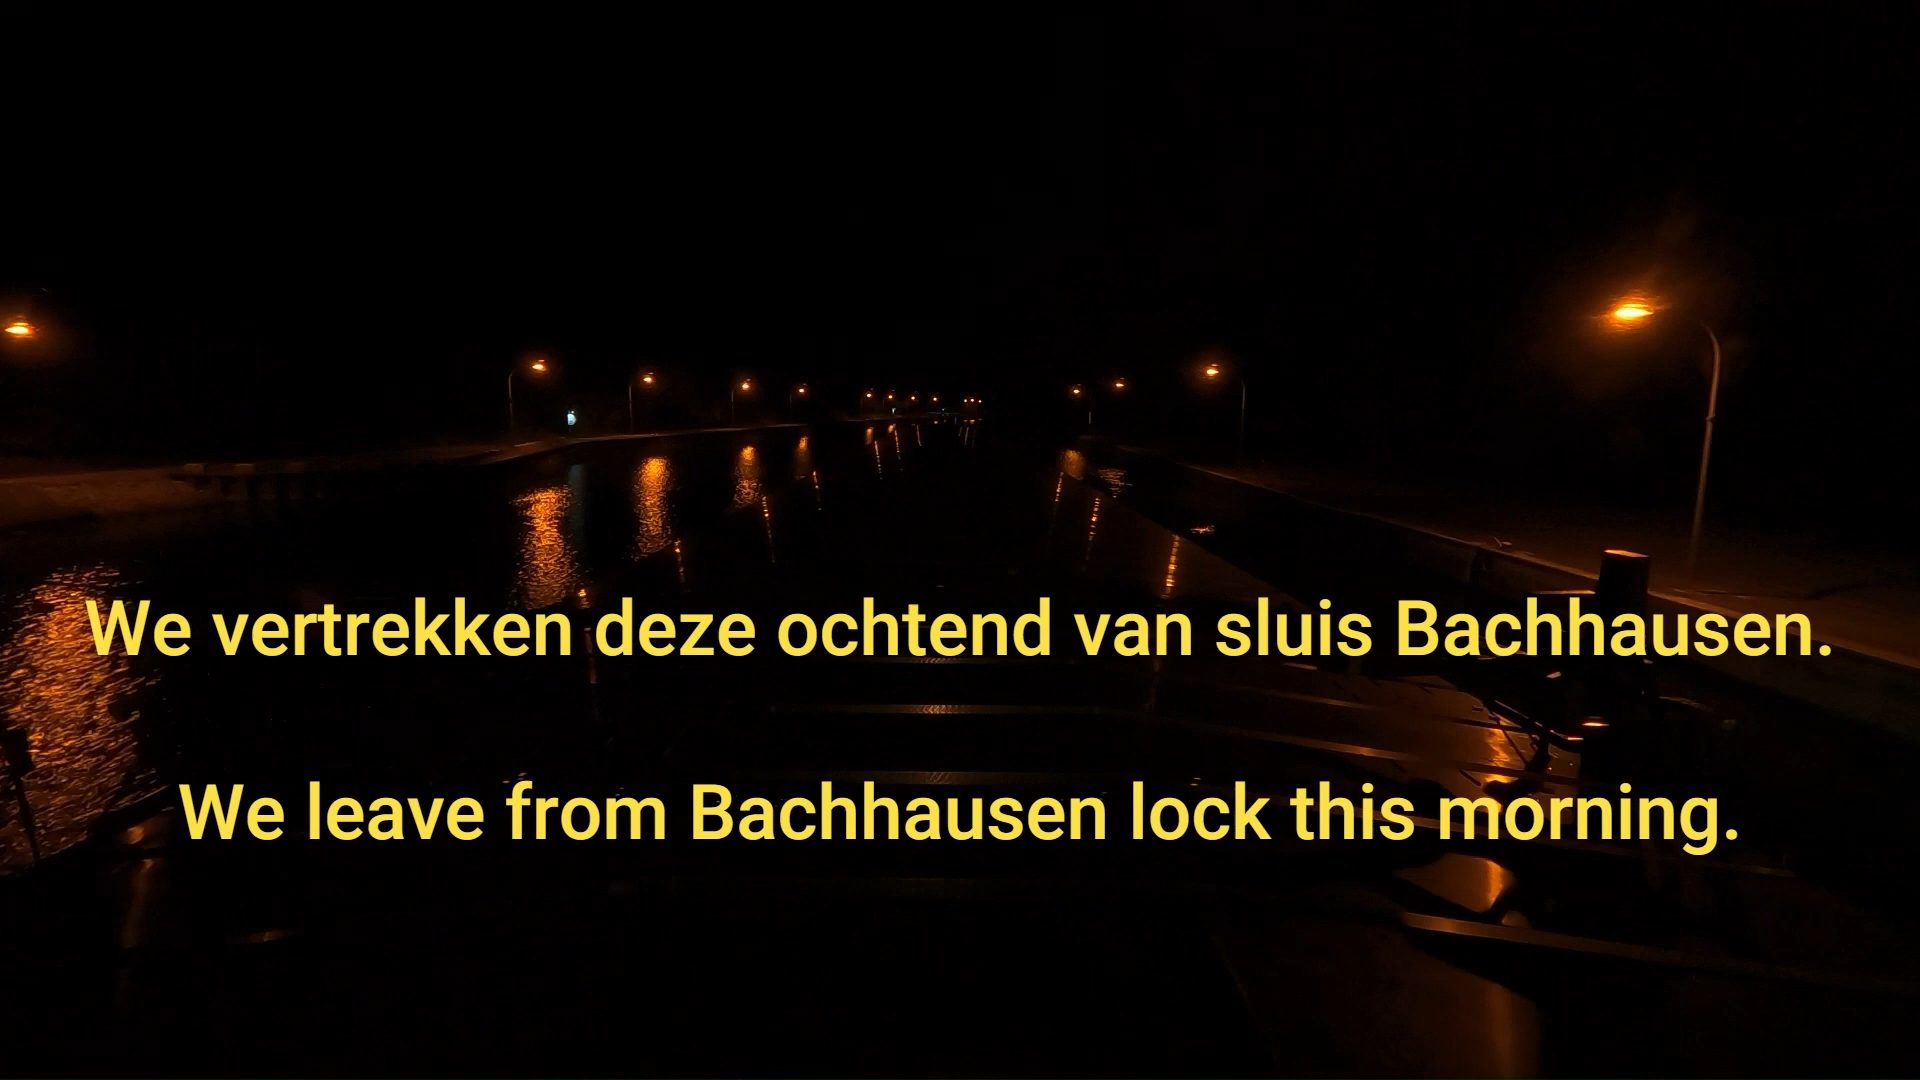 We vertrekken deze ochtend van sluis Bachhausen.
We leave from Bachhausen lock this morning.